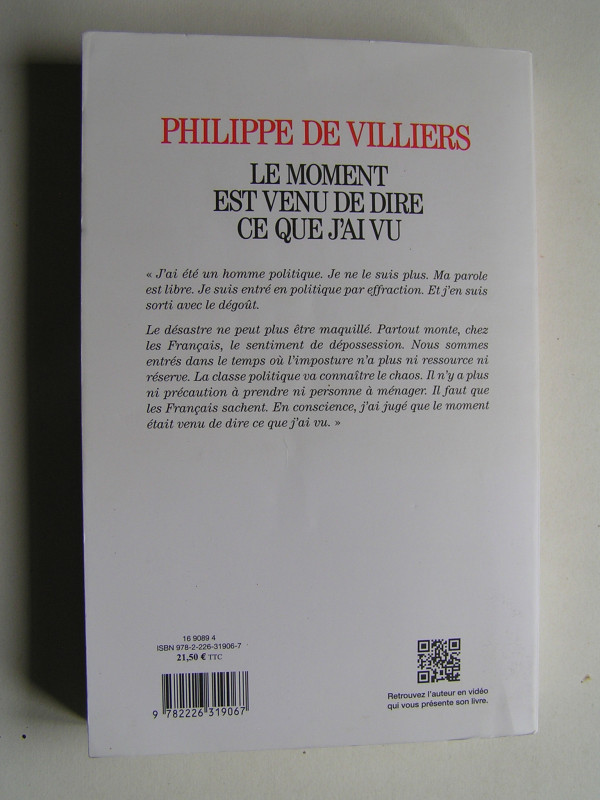 PHILIPPE DE VILLIERS
LE MOMENT
EST VENU DE DIRE
CE QUE J'AI VU
« J'ai été un homme politique. Je ne le suis plus. Ma parole
est libre. Je suis entré en politique par effraction. Et j'en suis
sorti avec le dégoût.
Le désastre ne peut plus être maquillé. Partout monte, chez
les Français, le sentiment de dépossession. Nous sommes
entrés dans le temps où l'imposture n'a plus ni ressource ni
réserve. La classe politique va connaître le chaos. Il n'y a plus
ni précaution à prendre ni personne à ménager. Il faut que
les Français sachent. En conscience, j'ai jugé que le moment
était venu de dire ce que j'ai vu. »
16 9089 4
ISBN 978-2-226-31906-7
21,50 € TTC
9 782226 319067
Retrouvez l'auteur en vidéo
qui vous présente son livre.